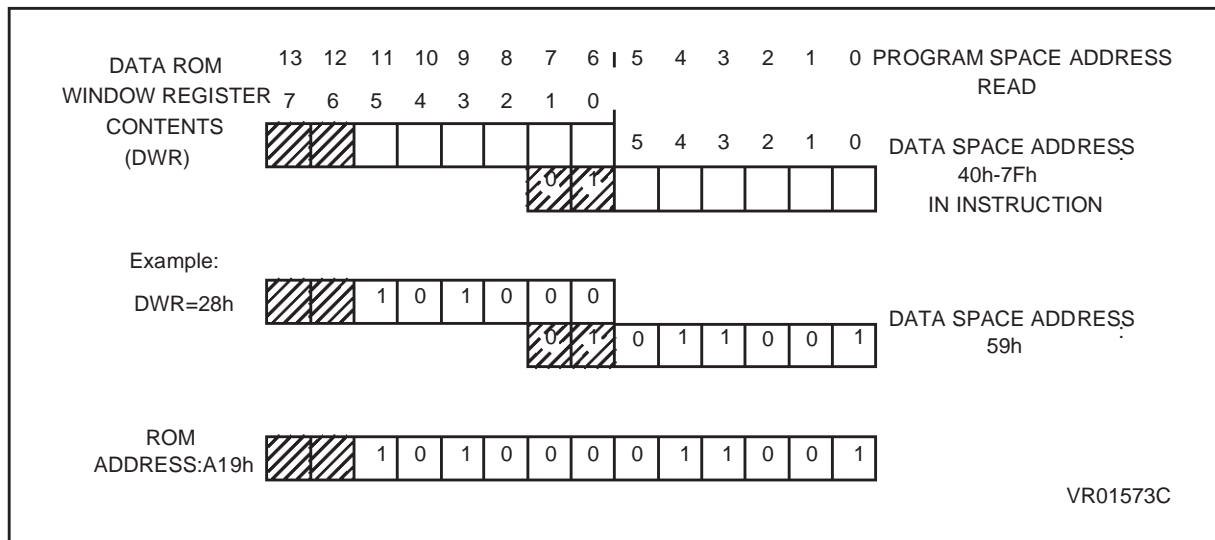 13 12 11 10 9 8 7 6 5 4 3 2 1 0 PROGRAM SPACE ADDRESS
READ
DATA ROM
WINDOW REGISTER 7 6 5 4 3 2 1 0
CONTENTS
(DWR)
5 4 3 2 1 0 DATA SPACE ADDRESS :
0 1 40h-7Fh
IN INSTRUCTION
Example:
DWR=28h 1 0 1 0 0 0
0 1 0 1 1 0 0 1 DATA SPACE ADDRESS :
59h
ROM
ADDRESS:A19h 1 0 1 0 0 0 0 1 1 0 0 1
VR01573C